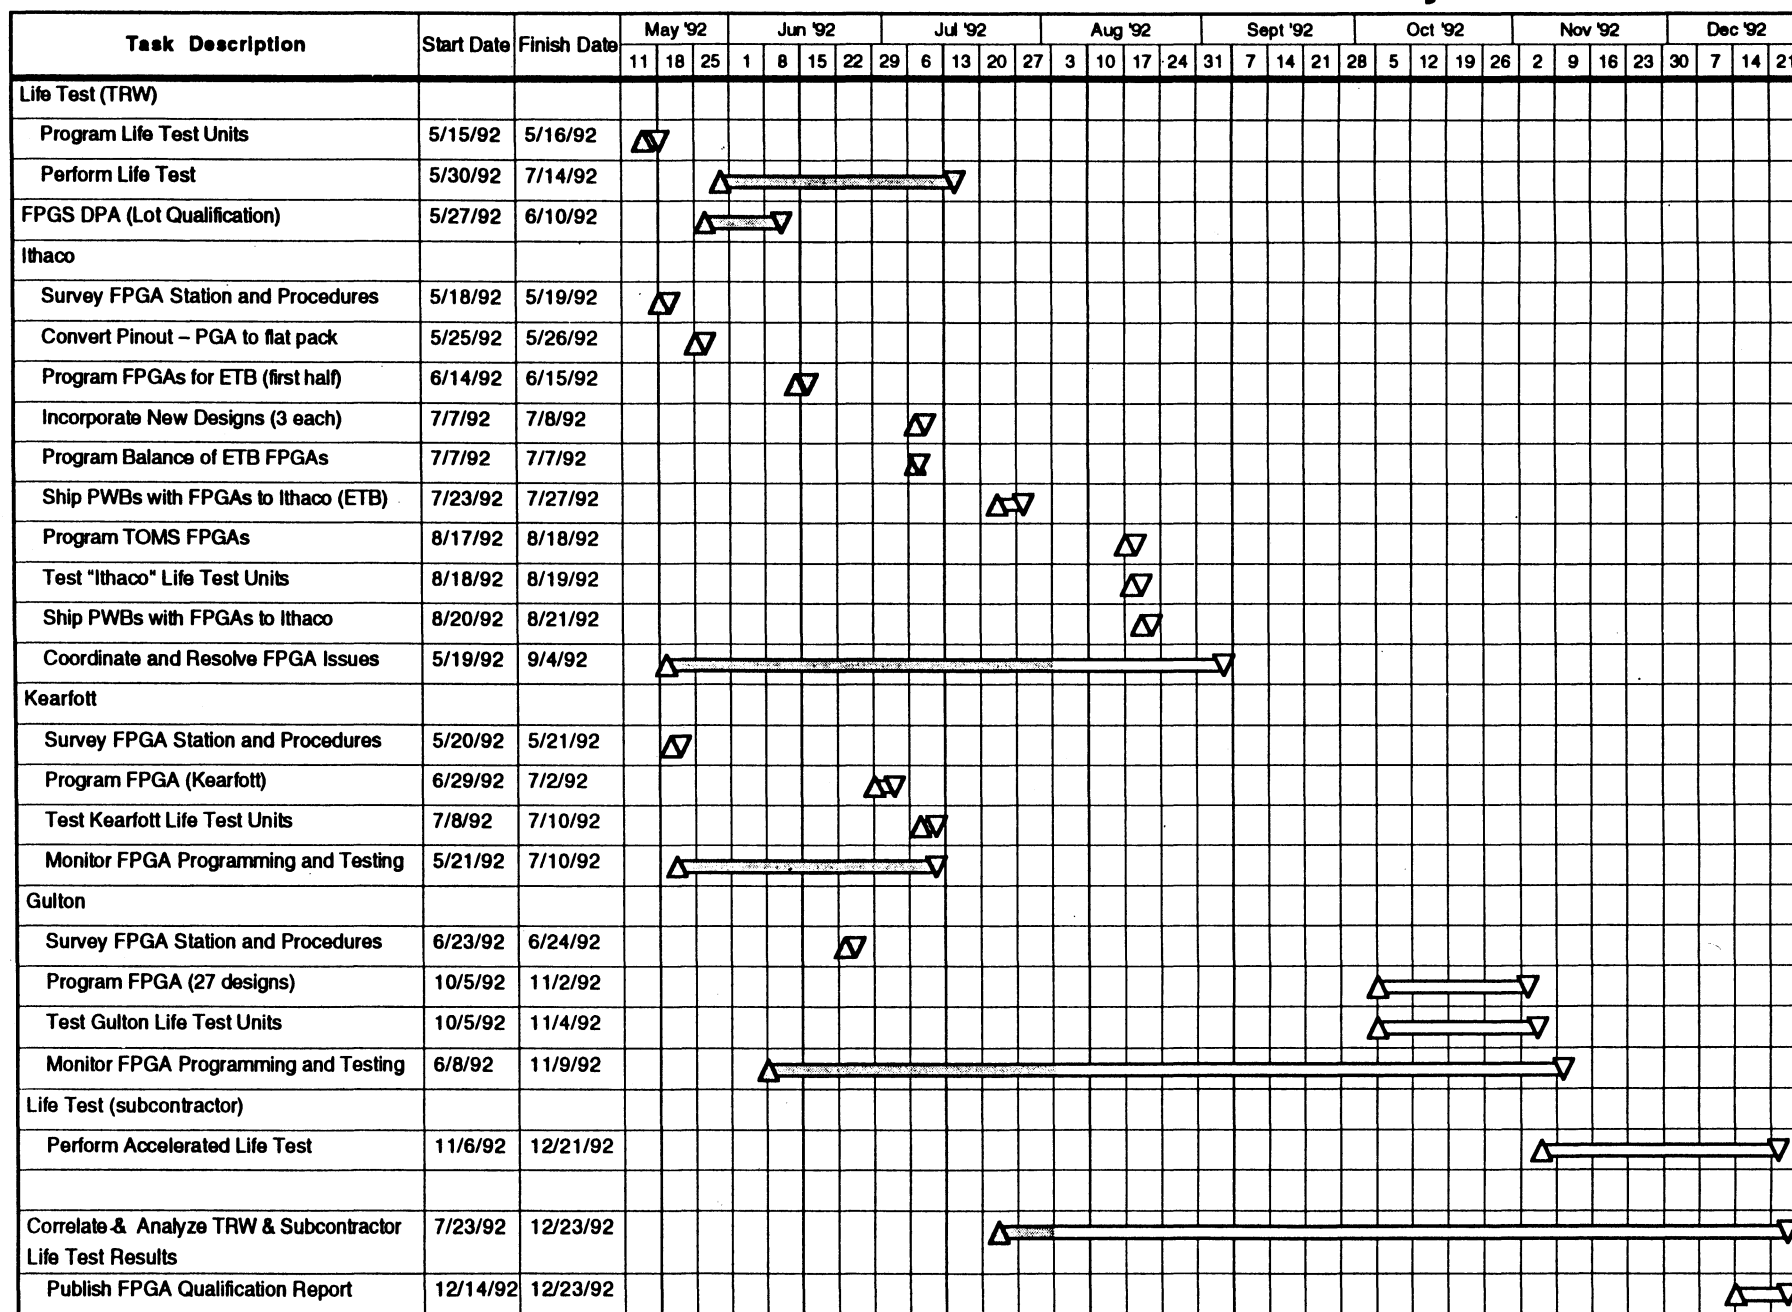 May '92 Jun '92 Jul '92 Aug '92 Sept '92 Oct '92 Nov '92 Dec '92
Task Description Start Date Finish Date
11 18 25 1 8 15 22 29 6 13 20 27 3 10 17 24 31 7 14 21 28 5 12 19 26 2 9 16 23 30 7 14 21
Life Test (TRW)
Program Life Test Units 5/15/92 5/16/92
Perform Life Test 5/30/92 7/14/92
FPGS DPA (Lot Qualification) 5/27/92 6/10/92
Ithaco
Survey FPGA Station and Procedures 5/18/92 5/19/92
Convert Pinout – PGA to flat pack 5/25/92 5/26/92
Program FPGAs for ETB (first half) 6/14/92 6/15/92
Incorporate New Designs (3 each) 7/7/92 7/8/92
Program Balance of ETB FPGAs 7/7/92 7/7/92
Ship PWBs with FPGAs to Ithaco (ETB) 7/23/92 7/27/92
Program TOMS FPGAs 8/17/92 8/18/92
Test "Ithaco" Life Test Units 8/18/92 8/19/92
Ship PWBs with FPGAs to Ithaco 8/20/92 8/21/92
Coordinate and Resolve FPGA Issues 5/19/92 9/4/92
Kearfott
Survey FPGA Station and Procedures 5/20/92 5/21/92
Program FPGA (Kearfott) 6/29/92 7/2/92
Test Kearfott Life Test Units 7/8/92 7/10/92
Monitor FPGA Programming and Testing 5/21/92 7/10/92
Gulton
Survey FPGA Station and Procedures 6/23/92 6/24/92
Program FPGA (27 designs) 10/5/92 11/2/92
Test Gulton Life Test Units 10/5/92 11/4/92
Monitor FPGA Programming and Testing 6/8/92 11/9/92
Life Test (subcontractor)
Perform Accelerated Life Test 11/6/92 12/21/92
Correlate & Analyze TRW & Subcontractor 7/23/92 12/23/92
Life Test Results
Publish FPGA Qualification Report 12/14/92 12/23/92